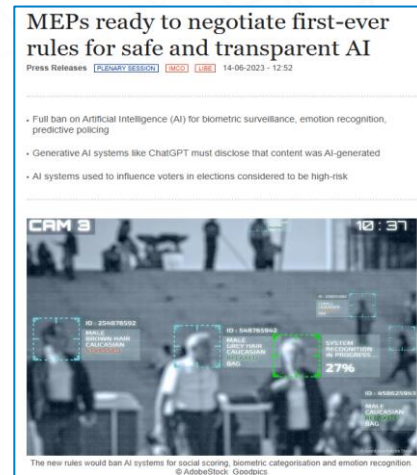 MEPs ready to negotiate first-ever
rules for safe and transparent AI
Press Releases PLENARY SESSION IMCO LIBE 14-06-2023 - 12:52
• Full ban on Artificial Intelligence (AI) for biometric surveillance, emotion recognition,
predictive policing
• Generative AI systems like ChatGPT must disclose that content was AI-generated
• AI systems used to influence voters in elections considered to be high-risk
CAM 3
10:37
ID : 254876592
MALE
BROWN HAIR
CAUCASIAN
ID : 548765942
MALE
GREY HAIR
CAUCASIAN
BAG
SYSTEM
RECOGNITION
IN PROGRESS...
27%
MALE
CAUCASIAN
BAG
The new rules would ban AI systems for social scoring, biometric categorisation and emotion recognition
© AdobeStock_Goodpics